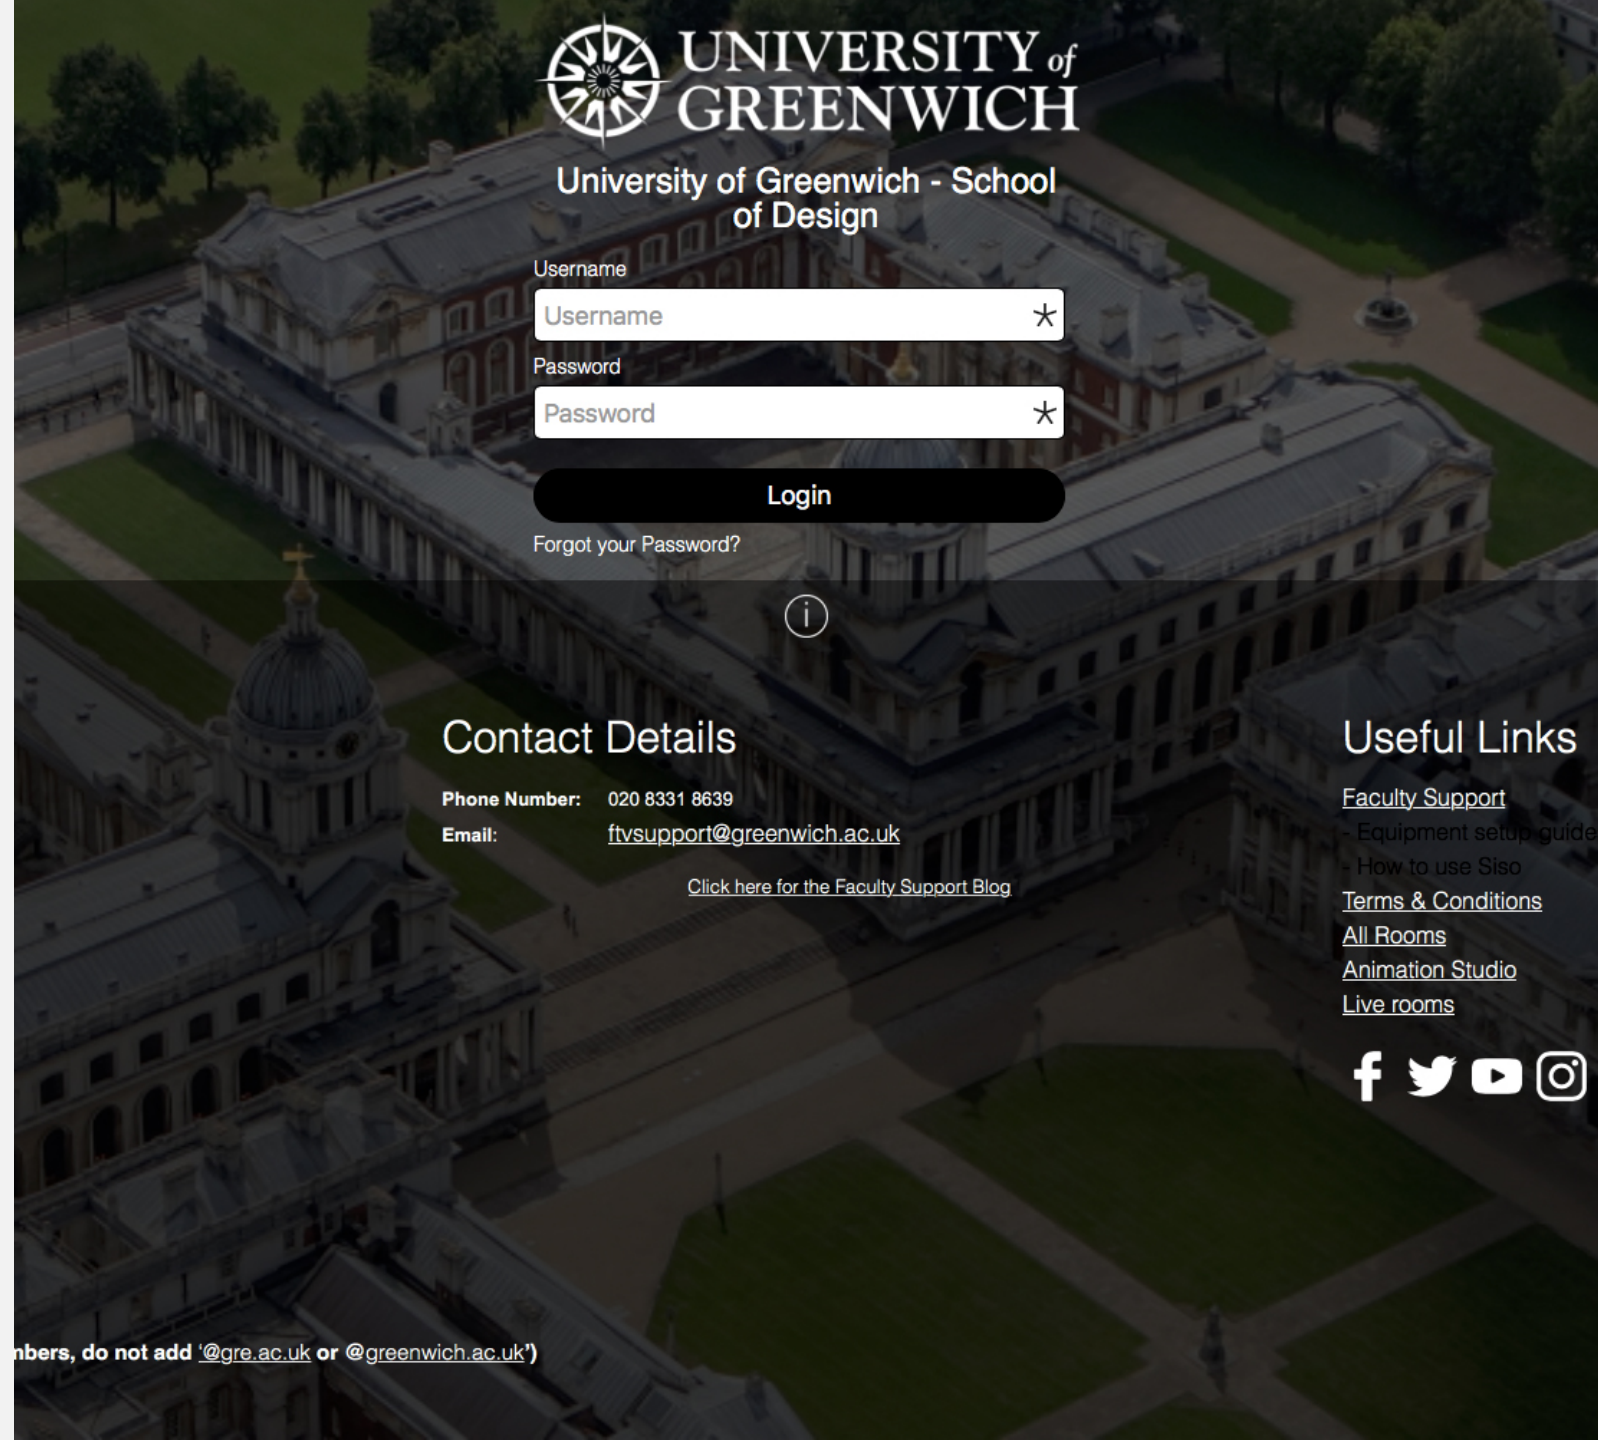 UNIVERSITY of
GREENWICH
University of Greenwich - School
of Design
Username
Username *
Password
Password *
Login
Forgot your Password?
i
Contact Details
Phone Number: 020 8331 8639
Email: ftvsupport@greenwich.ac.uk
Click here for the Faculty Support Blog
Useful Links
Faculty Support
- Equipment setup guide
- How to use Siso
Terms & Conditions
All Rooms
Animation Studio
Live rooms
do not add '@gre.ac.uk or @greenwich.ac.uk')